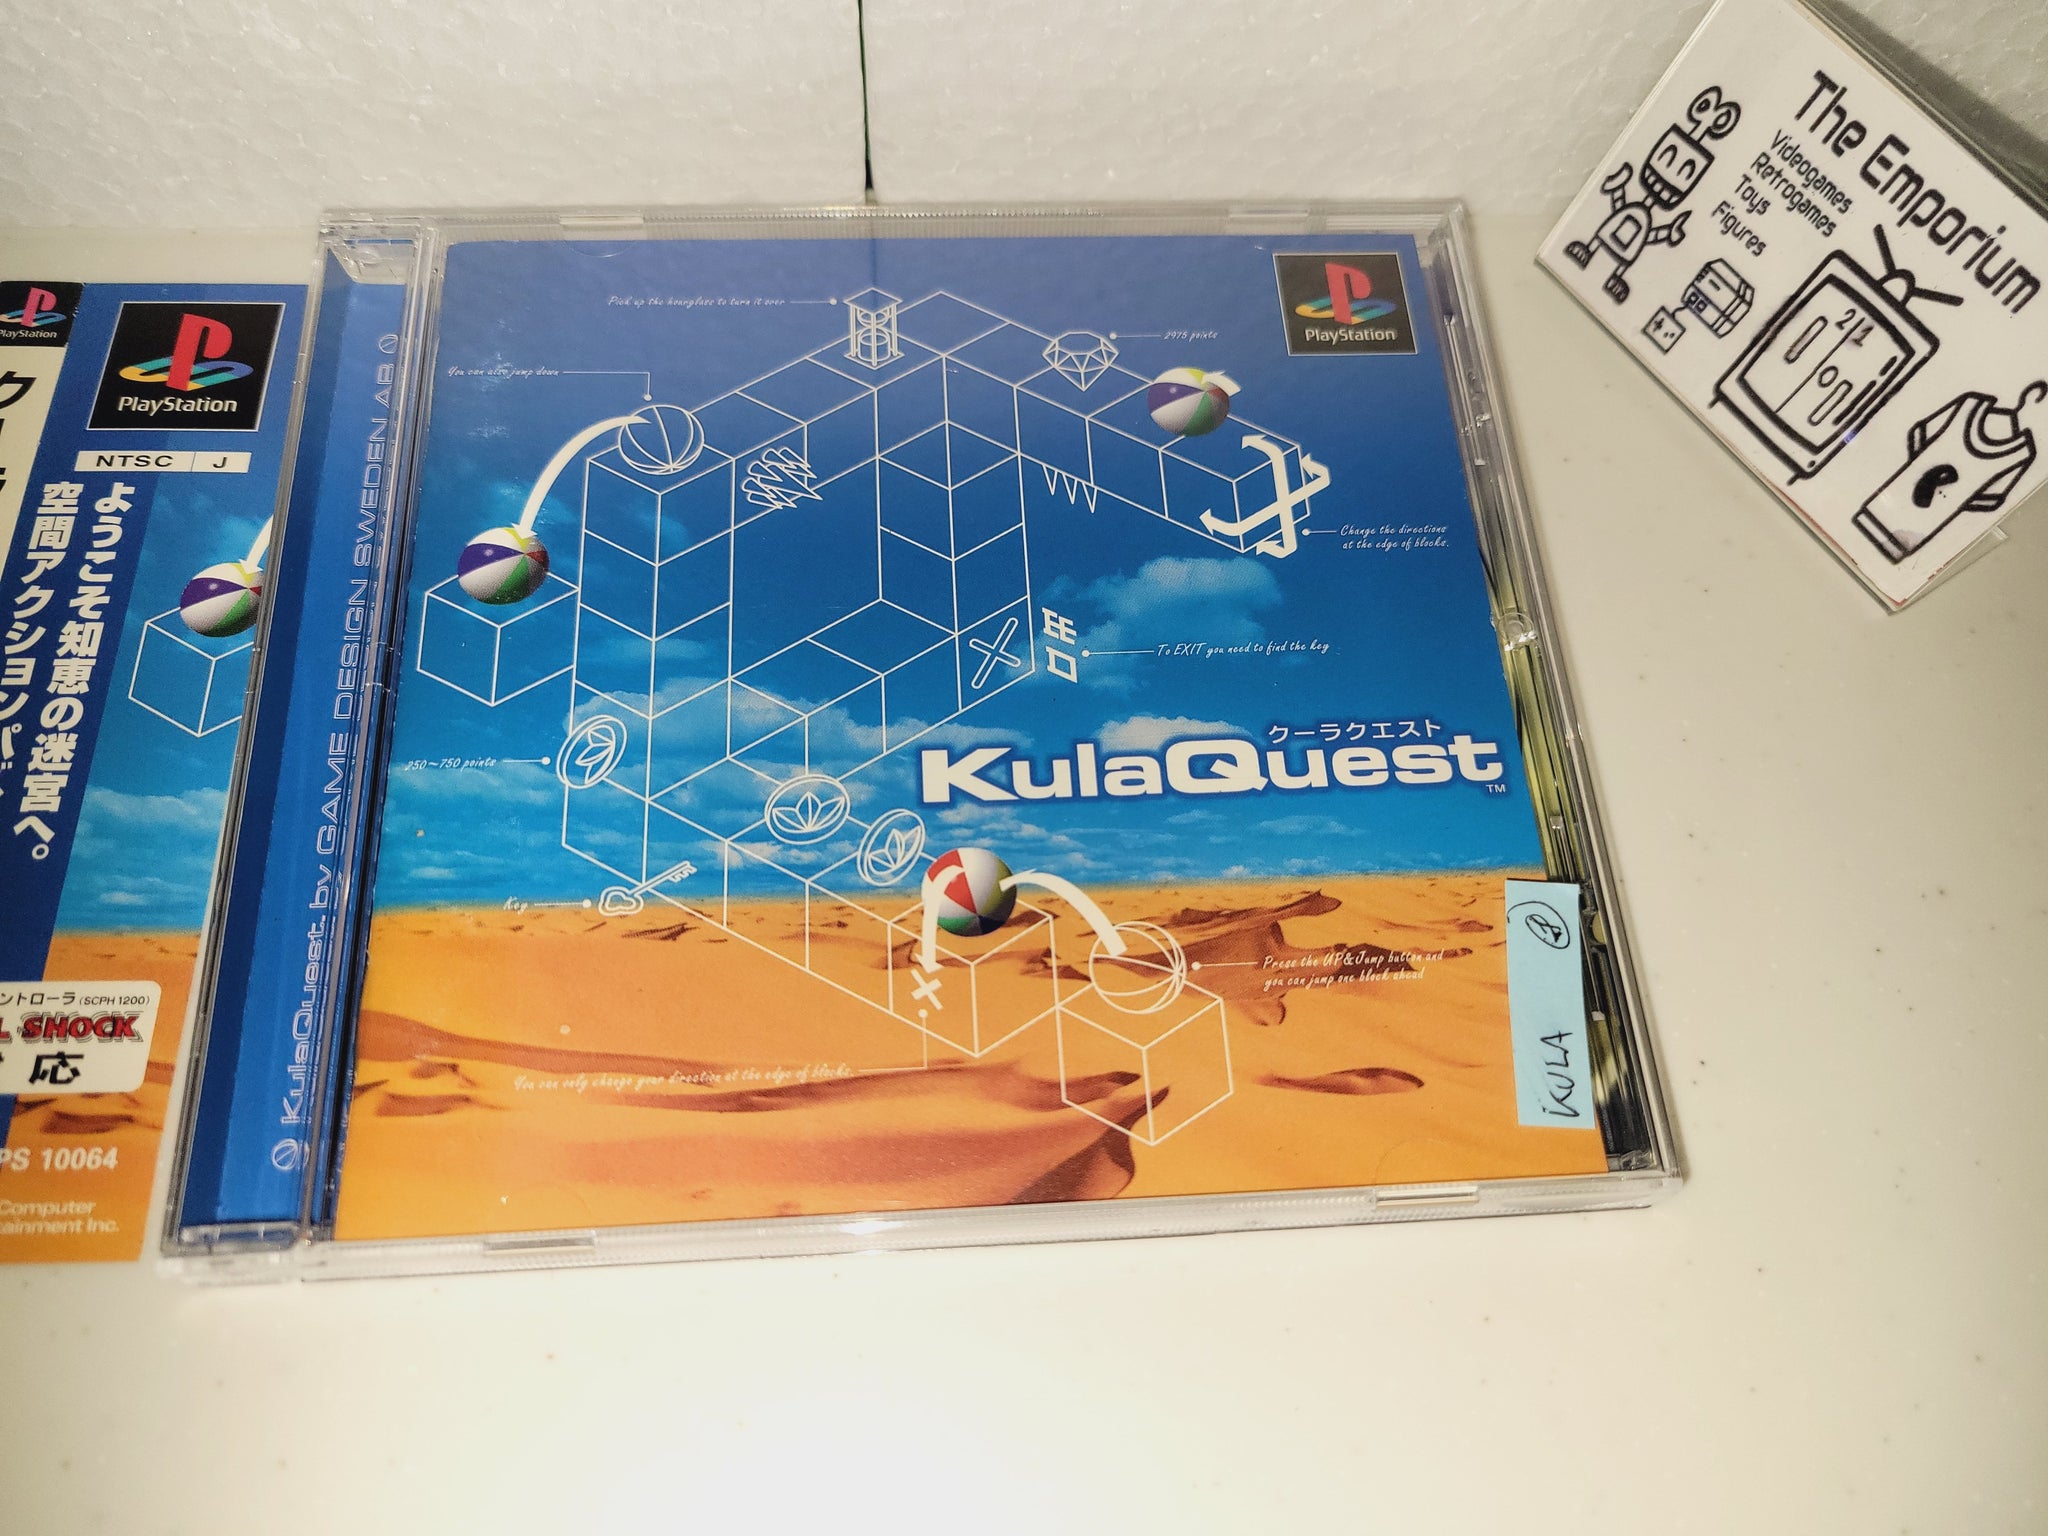 The Emporium
Videogames
Retrogames
Toys
Figures
21
PlayStation
PlayStation
NTSC J
ようこそ知恵の迷宮へ。
空間アクションパ
(SCPH 1200)
SHOCK
対応
PS 10064
Computer
tainment Inc.
KulaQuest by GAME DESIGN SWEDEN AB
PlayStation
Pick up the hourglass to turn it over
2975 points
You can also jump down
Change the directions
at the edge of blocks.
To EXIT you need to find the key
250~750 points
クーラクエスト
KulaQuest
TM
Key
Press the UP&Jump button and
you can jump one block ahead
You can only change your direction at the edge of blocks.
KULA